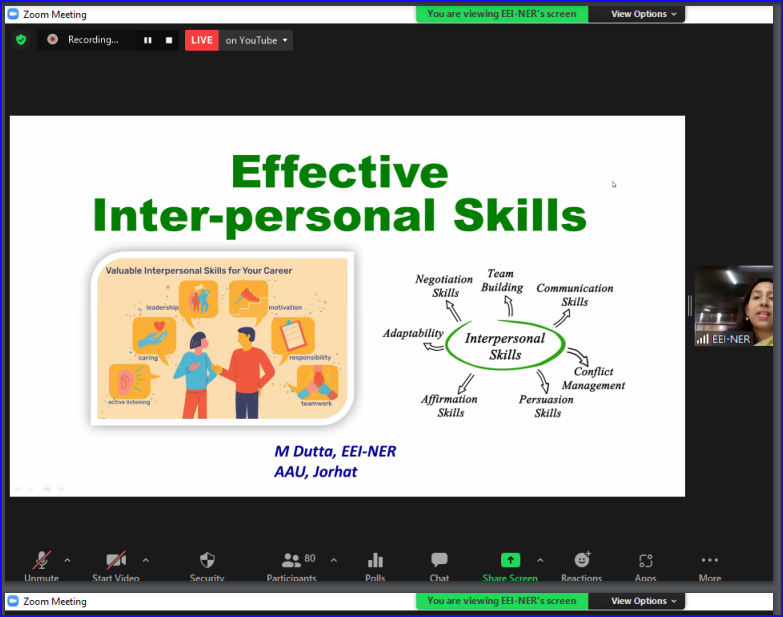 Zoom Meeting
You are viewing EEI-NER's screen
View Options
Recording...
LIVE
on YouTube
Effective
Inter-personal Skills
Valuable Interpersonal Skills for Your Career
leadership
motivation
caring
responsibility
active listening
teamwork
Negotiation
Skills
Team
Building
Communication
Skills
Adaptability
Interpersonal
Skills
Conflict
Management
Affirmation
Skills
Persuasion
Skills
M Dutta, EEI-NER
AAU, Jorhat
EEI-NER
Unmute
Start Video
Security
Participants
80
Polls
Chat
Share Screen
Reactions
Apps
More
Zoom Meeting
You are viewing EEI-NER's screen
View Options